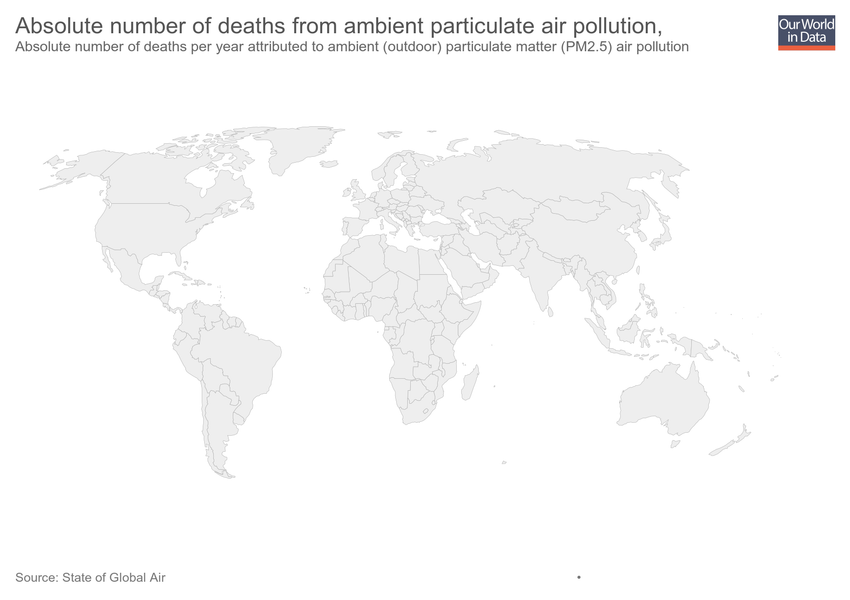 Absolute number of deaths from ambient particulate air pollution,
Absolute number of deaths per year attributed to ambient (outdoor) particulate matter (PM2.5) air pollution
Our World
in Data
Source: State of Global Air
•